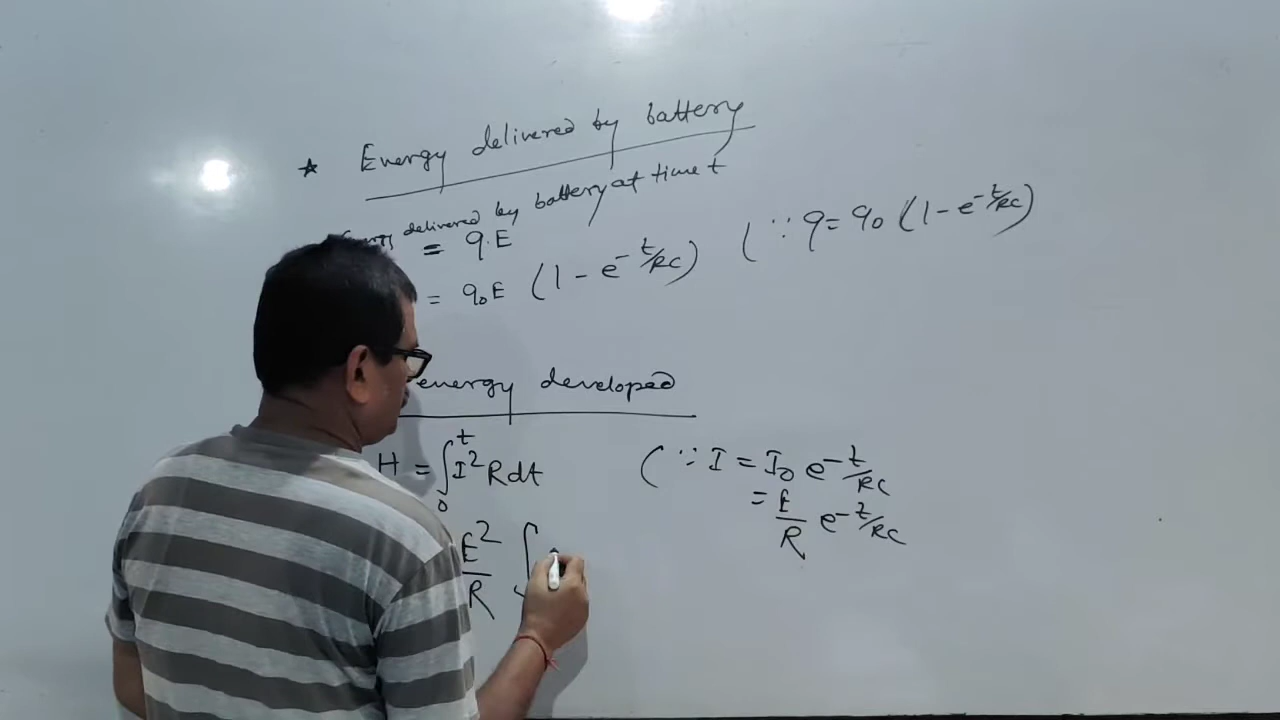 ★ Energy delivered by battery
Energy delivered by battery at time t
= q.E
= q₀E (1 - e^{-t/RC}) (∵ q = q₀ (1 - e^{-t/RC})
energy developed
H = ∫₀ᵗ I² R dt (∵ I = I₀ e^{-t/RC}
= E/R e^{-t/RC}
E²/R ∫